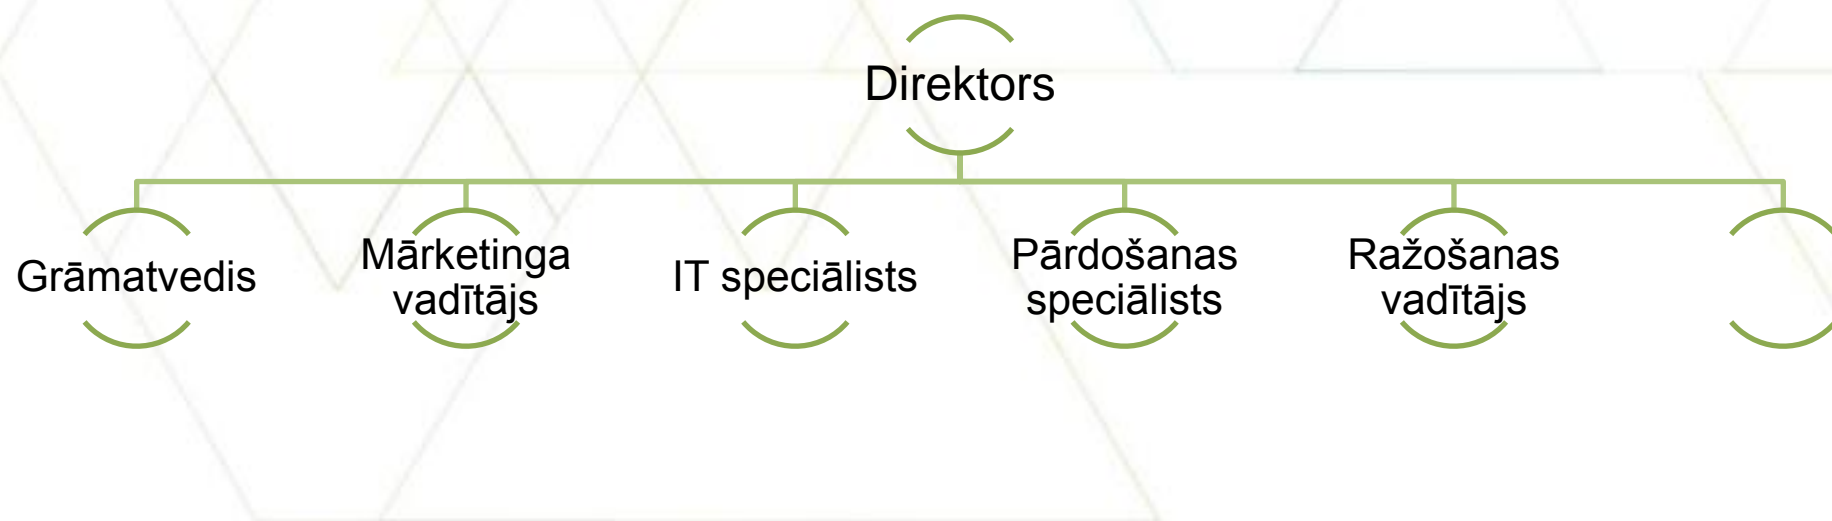 Direktors
Grāmatvedis
Mārketinga
vadītājs
IT speciālists
Pārdošanas
speciālists
Ražošanas
vadītājs